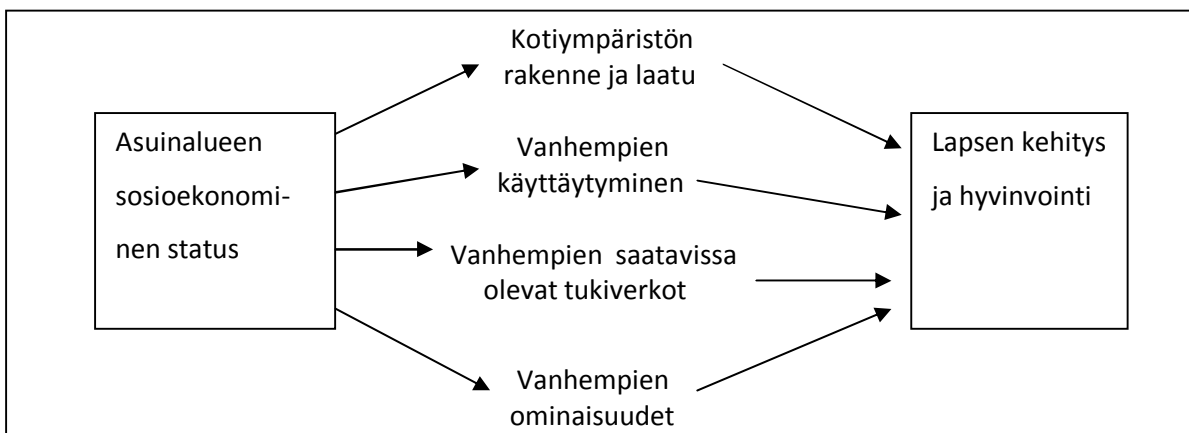 Asuinalueen
sosioekonomi-
nen status
Kotiympäristön
rakenne ja laatu
Vanhempien
käyttäytyminen
Vanhempien saatavissa
olevat tukiverkot
Vanhempien
ominaisuudet
Lapsen kehitys
ja hyvinvointi